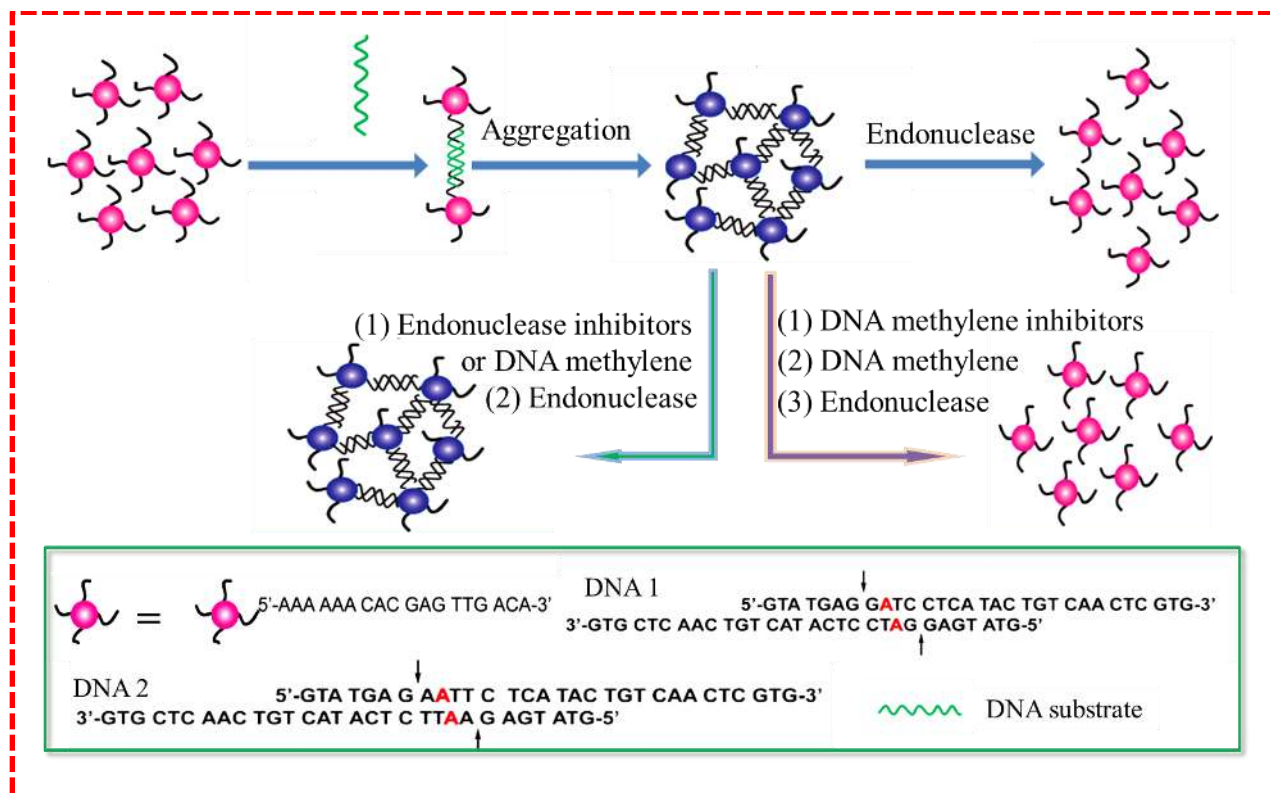 Aggregation
Endonuclease
(1) Endonuclease inhibitors
or DNA methylene
(2) Endonuclease
(1) DNA methylene inhibitors
(2) DNA methylene
(3) Endonuclease
= 5’-AAA AAA CAC GAG TTG ACA-3’
DNA 1
5’-GTA TGAG GATC CTCA TAC TGT CAA CTC GTG-3’
3’-GTG CTC AAC TGT CAT ACTC CTAG GAGT ATG-5’
DNA 2
5’-GTA TGA G AATT C TCA TAC TGT CAA CTC GTG-3’
3’-GTG CTC AAC TGT CAT ACT C TTAA G AGT ATG-5’
DNA substrate